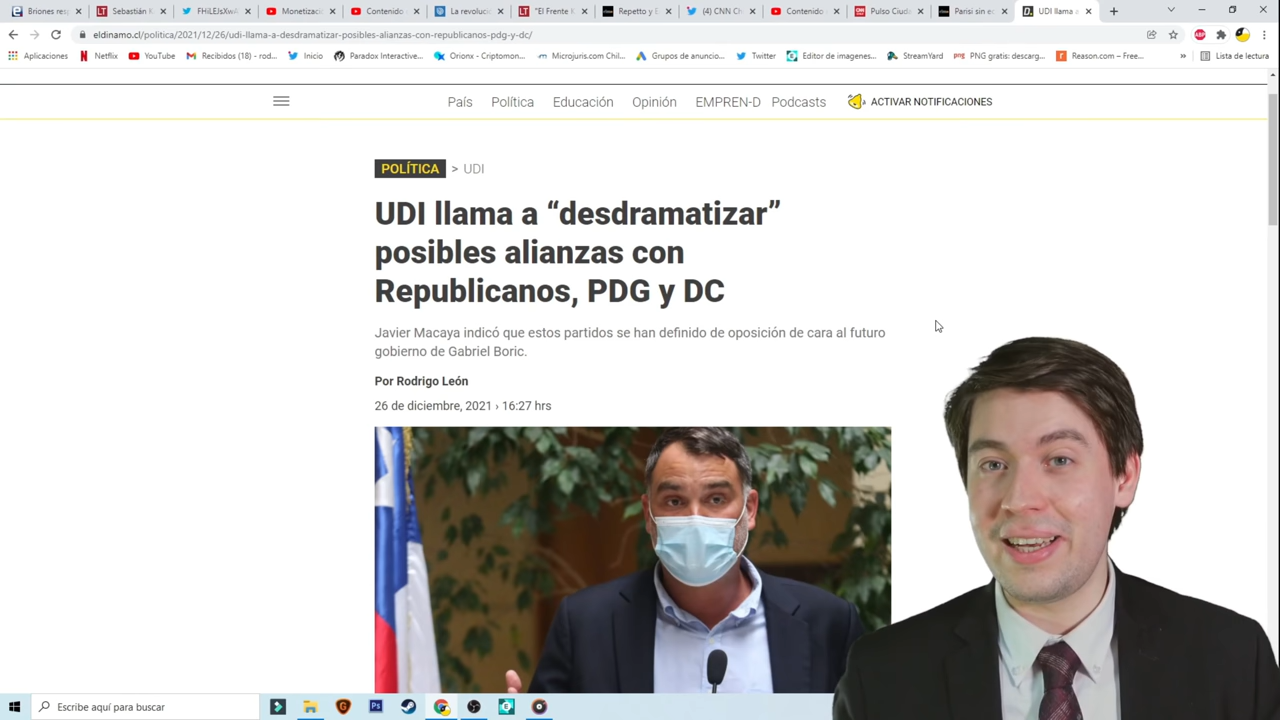 Briones resp
Sebastián K
FHiLEJsXwA
Monetizaci
Contenido
La revoluci
"El Frente K
Repetto y E
(4) CNN Ch
Contenido
Pulso Ciuda
Parisi sin e
UDI llama a
eldinamo.cl/politica/2021/12/26/udi-llama-a-desdramatizar-posibles-alianzas-con-republicanos-pdg-y-dc/
Aplicaciones
Netflix
YouTube
Recibidos (18) - rod...
Inicio
Paradox Interactive...
Orionx - Criptomon...
Microjuris.com Chil...
Grupos de anuncio...
Twitter
Editor de imagenes...
StreamYard
PNG gratis: descarg...
Reason.com – Free...
»
Lista de lectura
País
Política
Educación
Opinión
EMPREN-D
Podcasts
ACTIVAR NOTIFICACIONES
POLÍTICA > UDI
UDI llama a “desdramatizar”
posibles alianzas con
Republicanos, PDG y DC
Javier Macaya indicó que estos partidos se han definido de oposición de cara al futuro
gobierno de Gabriel Boric.
Por Rodrigo León
26 de diciembre, 2021 › 16:27 hrs
Escribe aquí para buscar